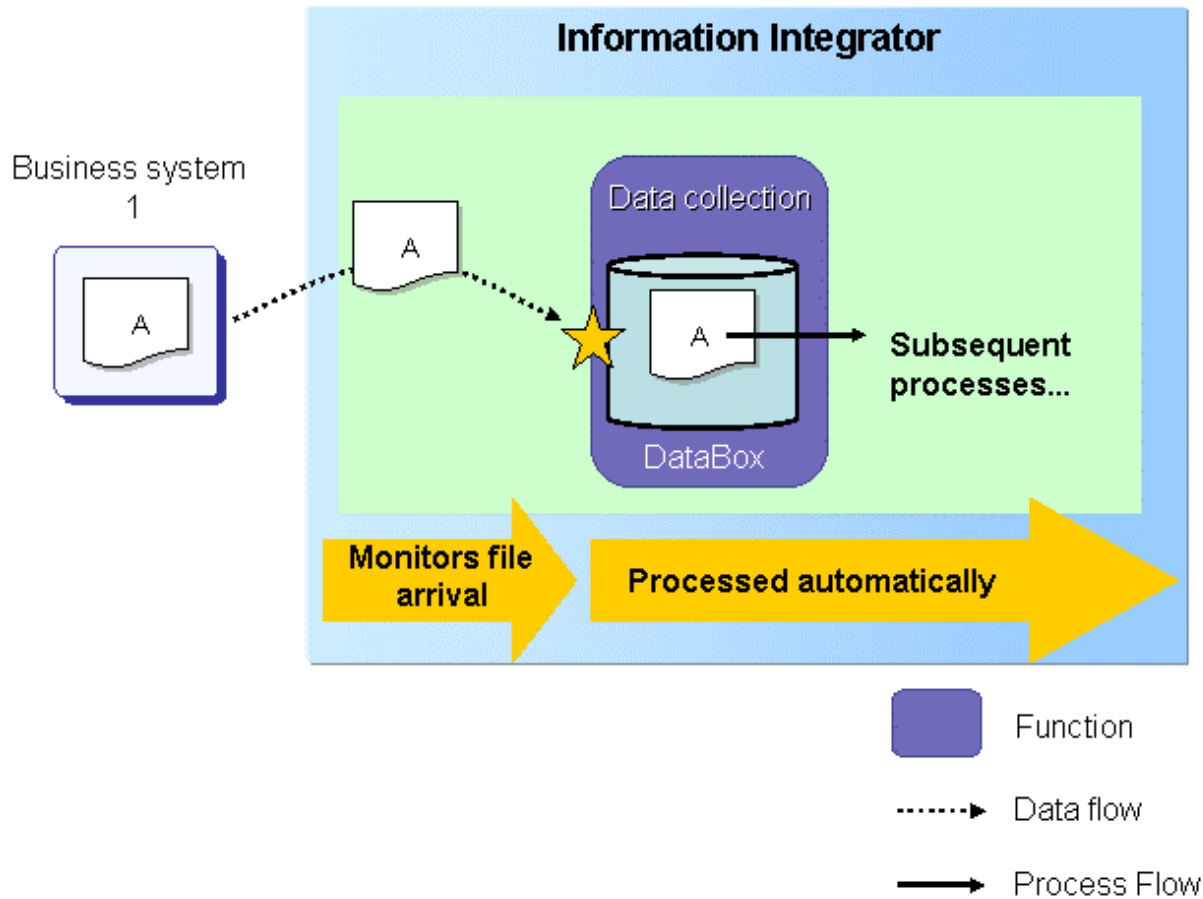 Information Integrator
Business system
1
A
A
Data collection
A
DataBox
Subsequent
processes...
Monitors file
arrival
Processed automatically
Function
Data flow
Process Flow